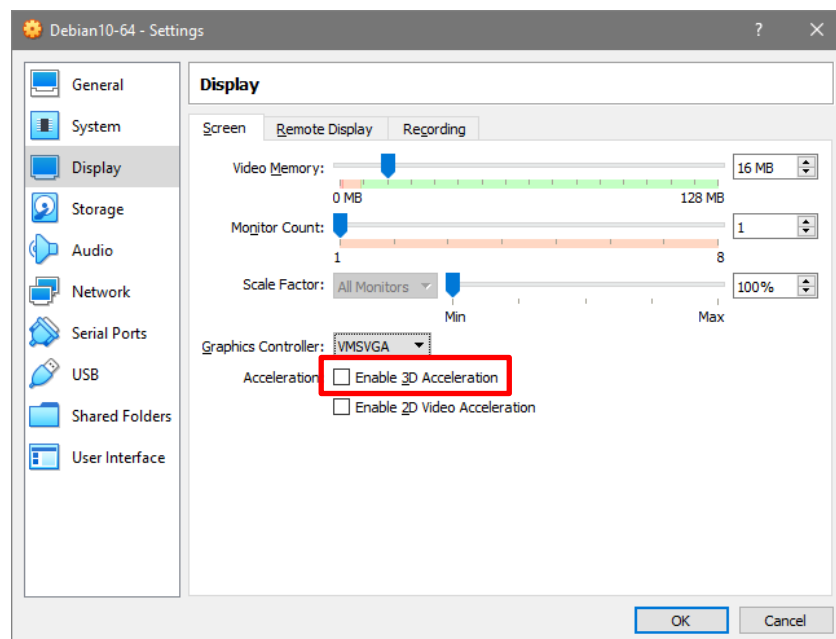 Debian10-64 - Settings
?
General
System
Display
Storage
Audio
Network
Serial Ports
USB
Shared Folders
User Interface
Display
Screen
Remote Display
Recording
Video Memory:
16 MB
0 MB
128 MB
Monitor Count:
1
1
8
Scale Factor:
All Monitors
100%
Min
Max
Graphics Controller:
VMSVGA
Acceleration
Enable 3D Acceleration
Enable 2D Video Acceleration
OK
Cancel